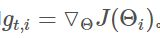 g_{t,i} = ▽_Θ J(Θ_i)。